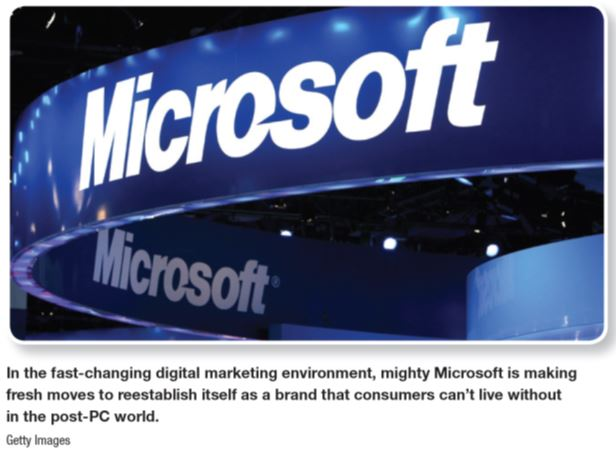 Microsoft
Microsoft®
In the fast-changing digital marketing environment, mighty Microsoft is making
fresh moves to reestablish itself as a brand that consumers can't live without
in the post-PC world.
Getty Images